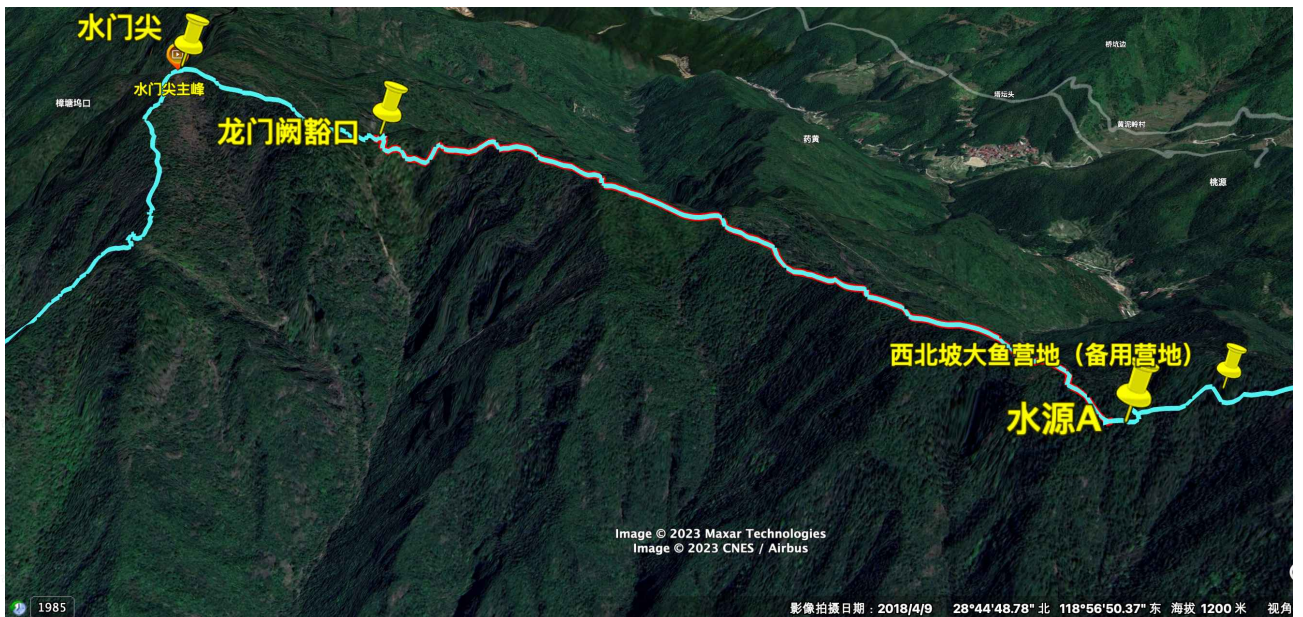 水门尖
水门尖主峰
樟塘坞口
龙门阙豁口
桥坑边
塔坛头
黄泥岭村
药黄
桃源
西北坡大鱼营地（备用营地）
水源A
Image © 2023 Maxar Technologies
Image © 2023 CNES / Airbus
1985
影像拍摄日期：2018/4/9 28°44'48.78" 北 118°56'50.37" 东 海拔 1200 米 视角